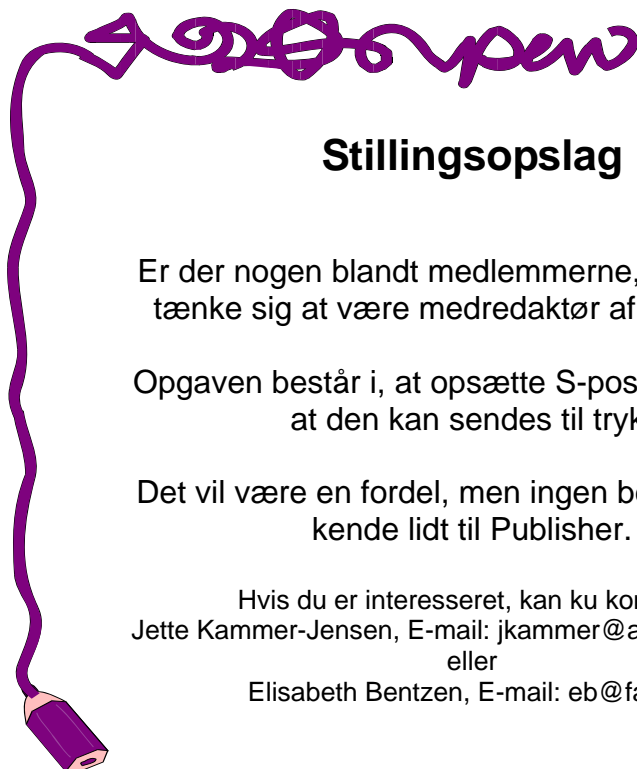 Stillingsopslag
Er der nogen blandt medlemmerne,
tænke sig at være medredaktør af
Opgaven består i, at opsætte S-pos
at den kan sendes til tryk
Det vil være en fordel, men ingen be
kende lidt til Publisher.
Hvis du er interesseret, kan ku kon
Jette Kammer-Jensen, E-mail: jkammer@a
eller
Elisabeth Bentzen, E-mail: eb@fa